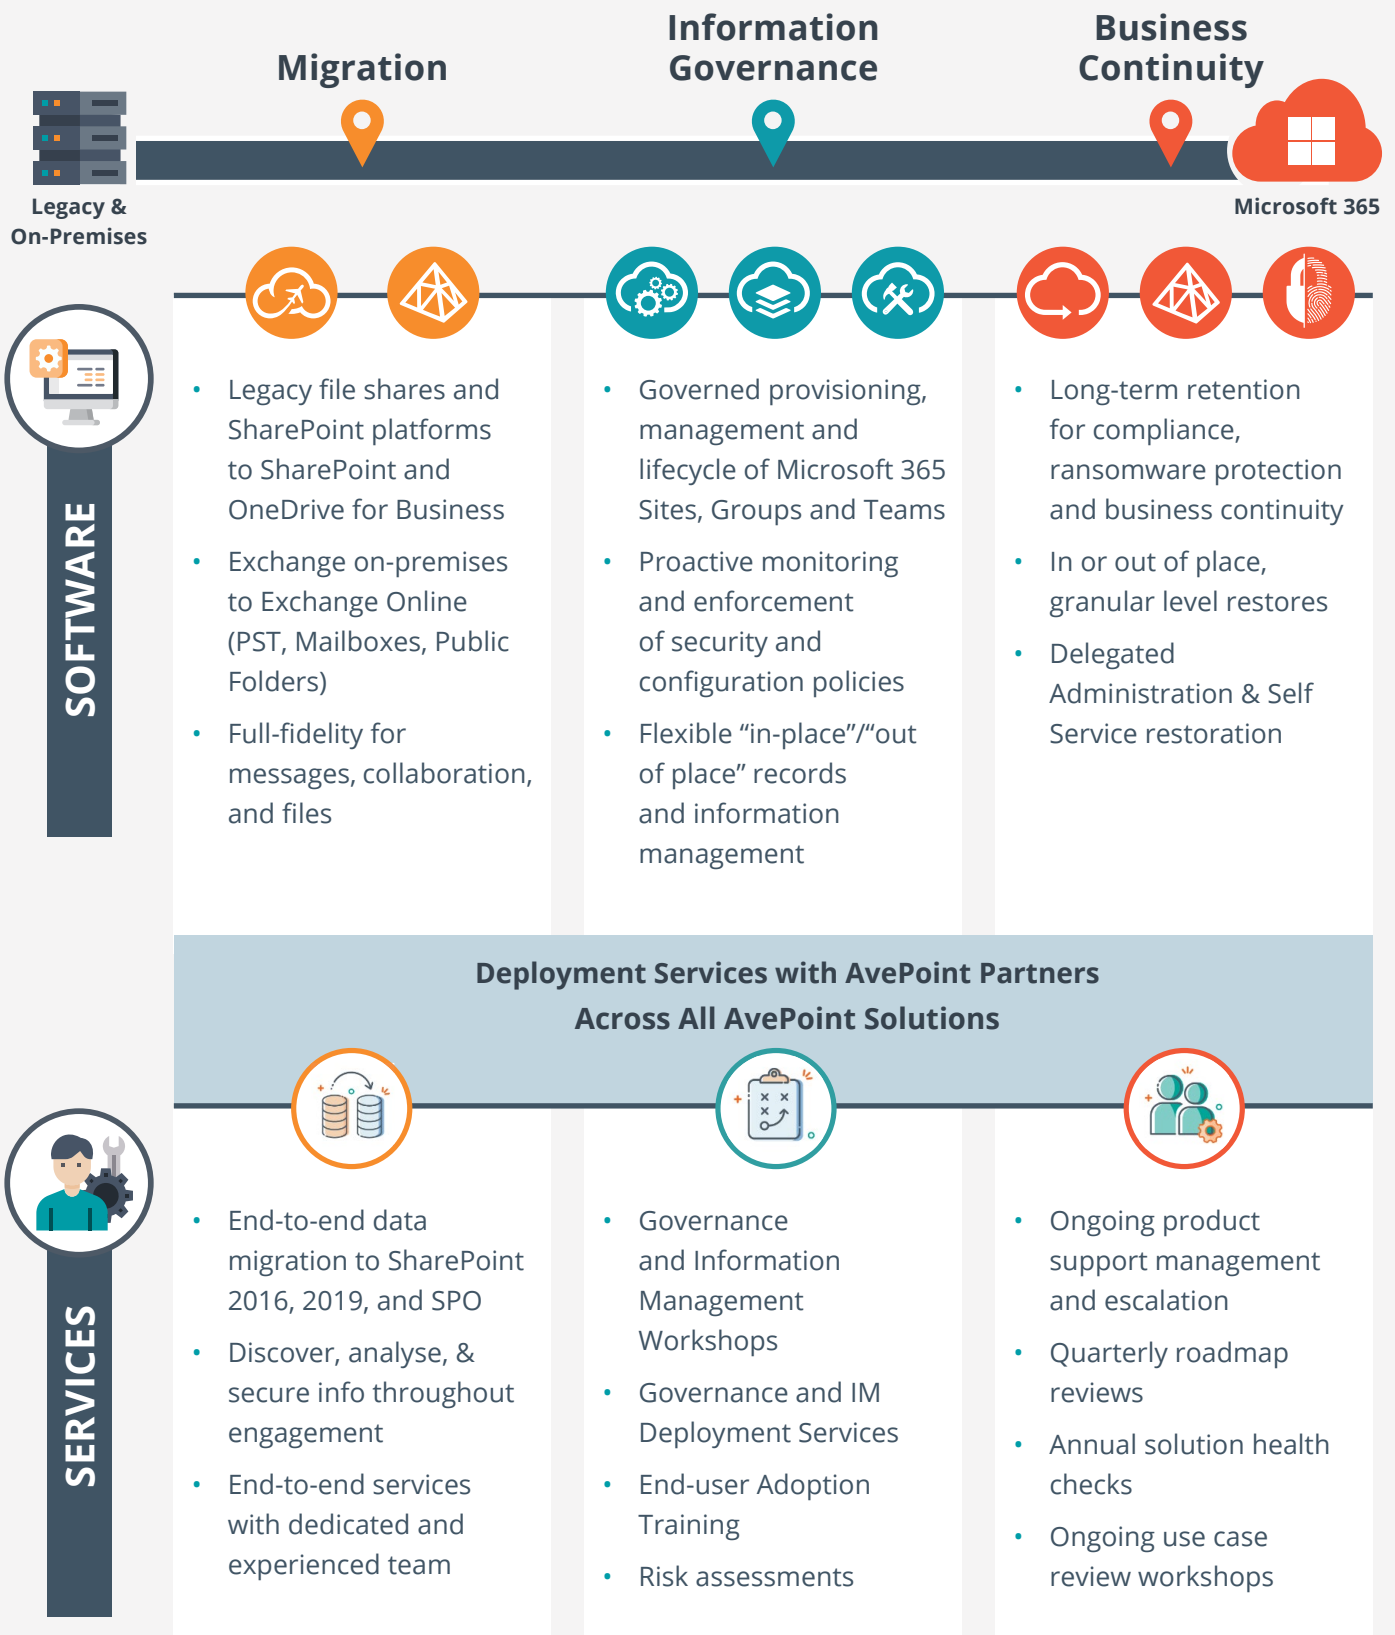 Migration
Information
Governance
Business
Continuity
Legacy &
On-Premises
Microsoft 365
SOFTWARE
• Legacy file shares and
SharePoint platforms
to SharePoint and
OneDrive for Business
• Exchange on-premises
to Exchange Online
(PST, Mailboxes, Public
Folders)
• Full-fidelity for
messages, collaboration,
and files
• Governed provisioning,
management and
lifecycle of Microsoft 365
Sites, Groups and Teams
• Proactive monitoring
and enforcement
of security and
configuration policies
• Flexible “in-place”/“out
of place” records
and information
management
• Long-term retention
for compliance,
ransomware protection
and business continuity
• In or out of place,
granular level restores
• Delegated
Administration & Self
Service restoration
Deployment Services with AvePoint Partners
Across All AvePoint Solutions
SERVICES
• End-to-end data
migration to SharePoint
2016, 2019, and SPO
• Discover, analyse, &
secure info throughout
engagement
• End-to-end services
with dedicated and
experienced team
• Governance
and Information
Management
Workshops
• Governance and IM
Deployment Services
• End-user Adoption
Training
• Risk assessments
• Ongoing product
support management
and escalation
• Quarterly roadmap
reviews
• Annual solution health
checks
• Ongoing use case
review workshops